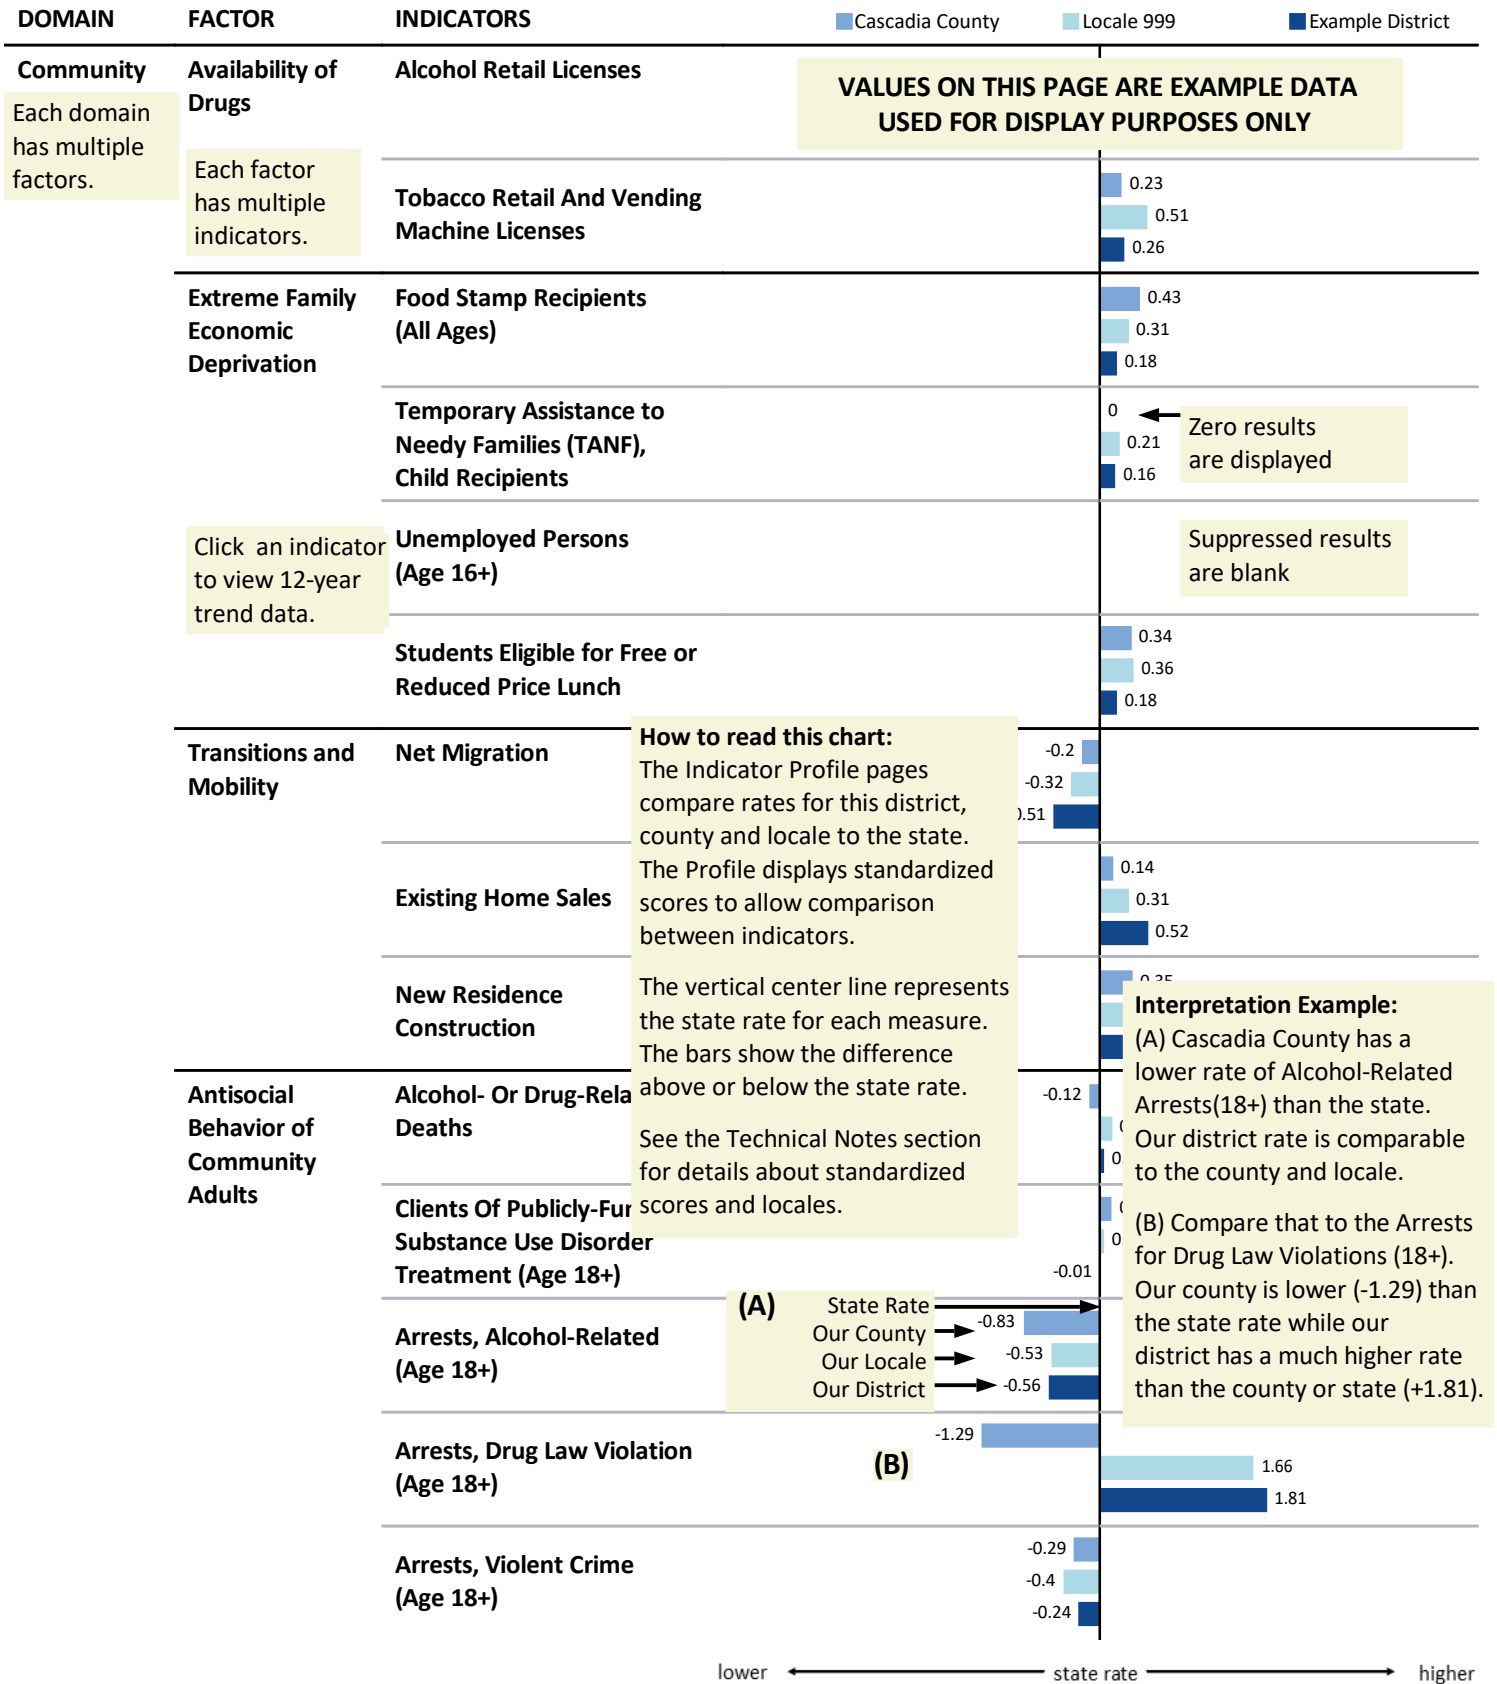 DOMAIN FACTOR INDICATORS Cascadia County Locale 999 Example District
Community
Each domain
has multiple
factors.
Availability of
Drugs
Each factor
has multiple
indicators.
Alcohol Retail Licenses
VALUES ON THIS PAGE ARE EXAMPLE DATA
USED FOR DISPLAY PURPOSES ONLY
Tobacco Retail And Vending
Machine Licenses
0.23
0.51
0.26
Extreme Family
Economic
Deprivation
Food Stamp Recipients
(All Ages)
0.43
0.31
0.18
Temporary Assistance to
Needy Families (TANF),
Child Recipients
0
0.21
0.16
Zero results
are displayed
Click an indicator
to view 12-year
trend data.
Unemployed Persons
(Age 16+)
Suppressed results
are blank
Students Eligible for Free or
Reduced Price Lunch
0.34
0.36
0.18
Transitions and
Mobility
Net Migration
-0.2
-0.32
.51
How to read this chart:
The Indicator Profile pages
compare rates for this district,
county and locale to the state.
The Profile displays standardized
scores to allow comparison
between indicators.
The vertical center line represents
the state rate for each measure.
The bars show the difference
above or below the state rate.
See the Technical Notes section
for details about standardized
scores and locales.
Existing Home Sales
0.14
0.31
0.52
New Residence
Construction
Interpretation Example:
(A) Cascadia County has a
lower rate of Alcohol-Related
Arrests(18+) than the state.
Our district rate is comparable
to the county and locale.
(B) Compare that to the Arrests
for Drug Law Violations (18+).
Our county is lower (-1.29) than
the state rate while our
district has a much higher rate
than the county or state (+1.81).
Antisocial
Behavior of
Community
Adults
Alcohol- Or Drug-Rela
Deaths
-0.12
0.
Clients Of Publicly-Fur
Substance Use Disorder
Treatment (Age 18+)
0.
-0.01
Arrests, Alcohol-Related
(Age 18+)
(A) State Rate
Our County -0.83
Our Locale -0.53
Our District -0.56
Arrests, Drug Law Violation
(Age 18+)
-1.29
(B)
1.66
1.81
Arrests, Violent Crime
(Age 18+)
-0.29
-0.4
-0.24
lower state rate higher